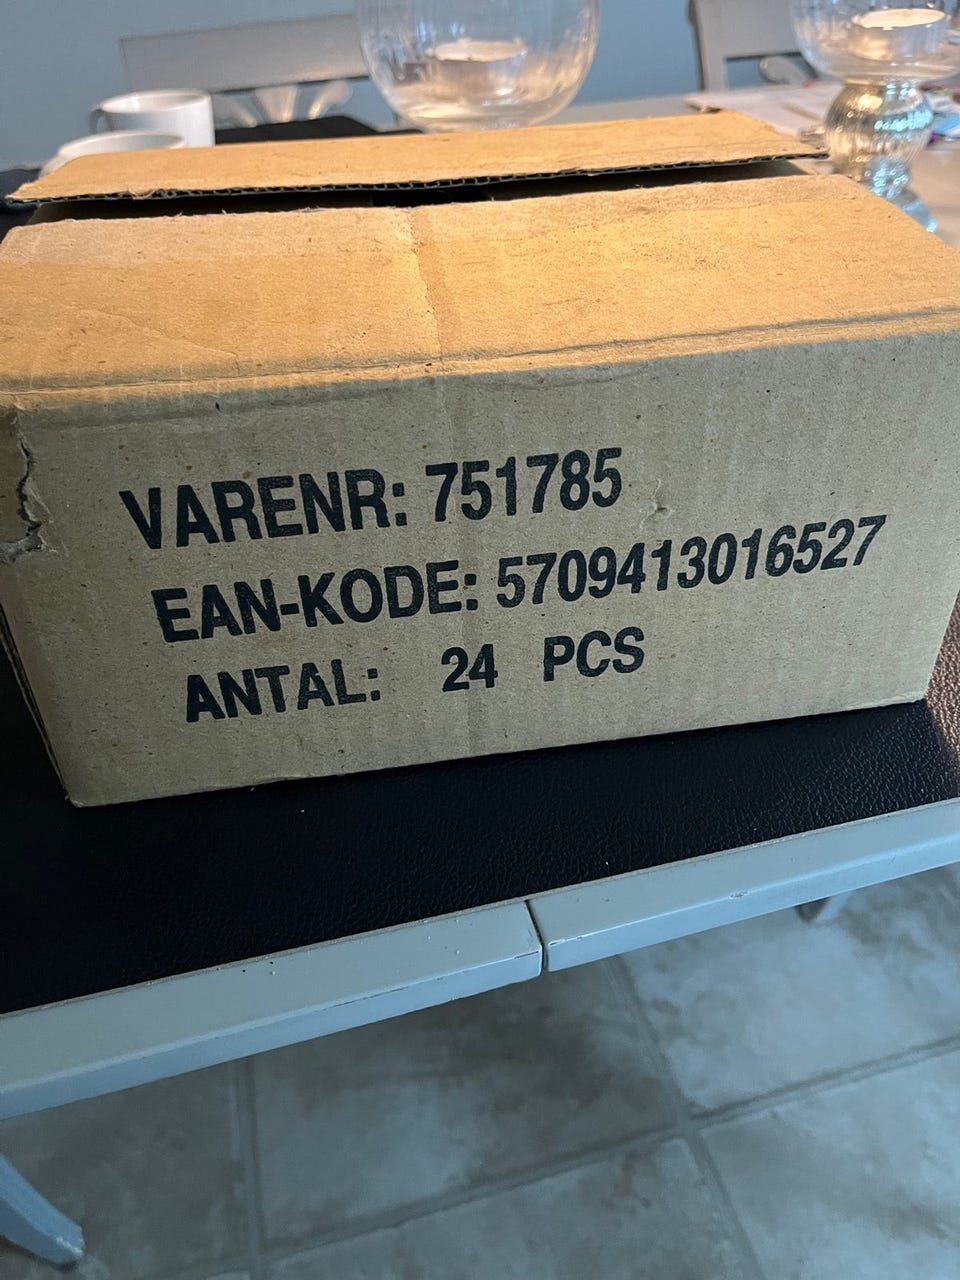 VARENR: 751785
EAN-KODE: 5709413016527
ANTAL: 24 PCS